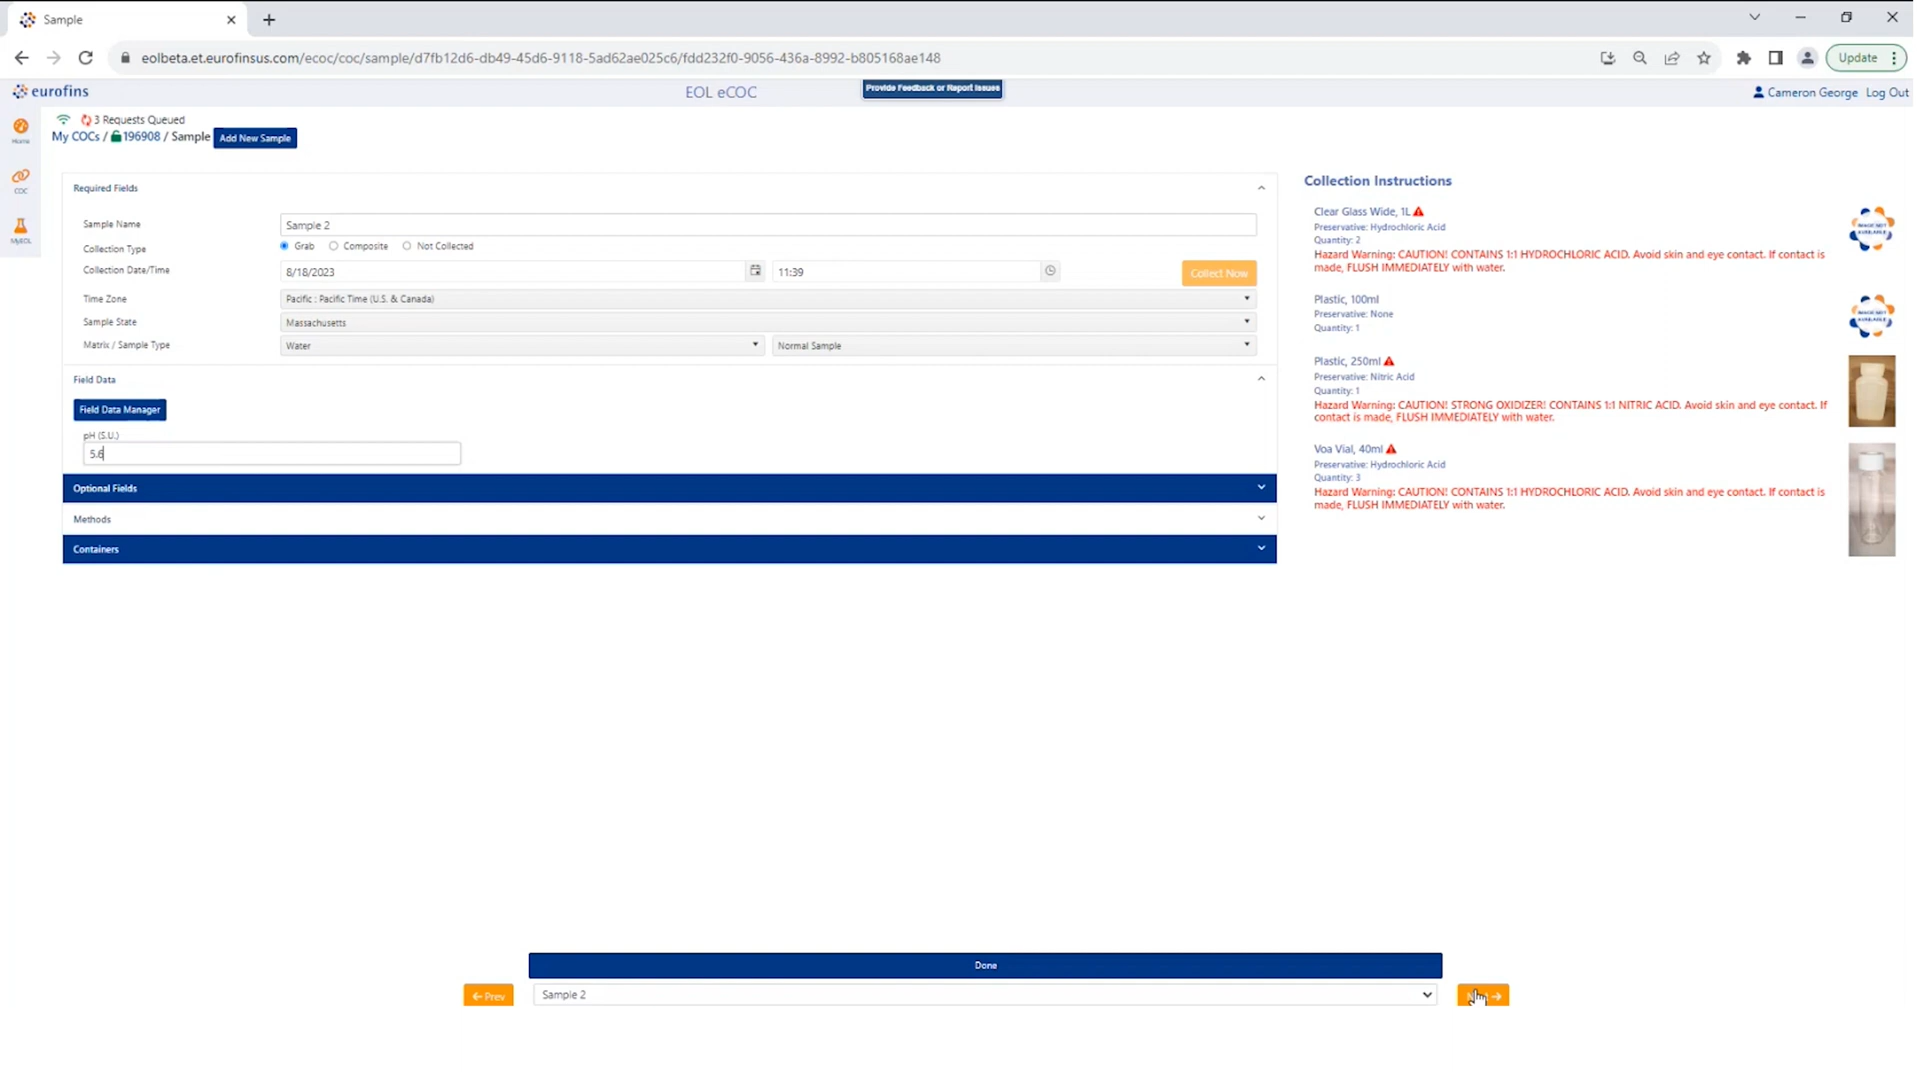 Sample
eolbeta.et.eurofinsus.com/ecoc/coc/sample/d7fb12d6-db49-45d6-9118-5ad62ae025c6/fdd232f0-9056-436a-8992-b805168ae148
Update
eurofins
EOL eCOC
Provide Feedback or Report Issues
Cameron George Log Out
Home
COC
MyEOL
3 Requests Queued
My COCs / 196908 / Sample Add New Sample
Required Fields
Sample Name Sample 2
Collection Type Grab Composite Not Collected
Collection Date/Time 8/18/2023 11:39 Collect Now
Time Zone Pacific : Pacific Time (U.S. & Canada)
Sample State Massachusetts
Matrix / Sample Type Water Normal Sample
Field Data
Field Data Manager
pH (S.U.)
5.6
Optional Fields
Methods
Containers
Collection Instructions
Clear Glass Wide, 1L
Preservative: Hydrochloric Acid
Quantity: 2
Hazard Warning: CAUTION! CONTAINS 1:1 HYDROCHLORIC ACID. Avoid skin and eye contact. If contact is
made, FLUSH IMMEDIATELY with water.
IMAGE NOT
AVAILABLE
Plastic, 100ml
Preservative: None
Quantity: 1
IMAGE NOT
AVAILABLE
Plastic, 250ml
Preservative: Nitric Acid
Quantity: 1
Hazard Warning: CAUTION! STRONG OXIDIZER! CONTAINS 1:1 NITRIC ACID. Avoid skin and eye contact. If
contact is made, FLUSH IMMEDIATELY with water.
Voa Vial, 40ml
Preservative: Hydrochloric Acid
Quantity: 3
Hazard Warning: CAUTION! CONTAINS 1:1 HYDROCHLORIC ACID. Avoid skin and eye contact. If contact is
made, FLUSH IMMEDIATELY with water.
Done
Prev Sample 2